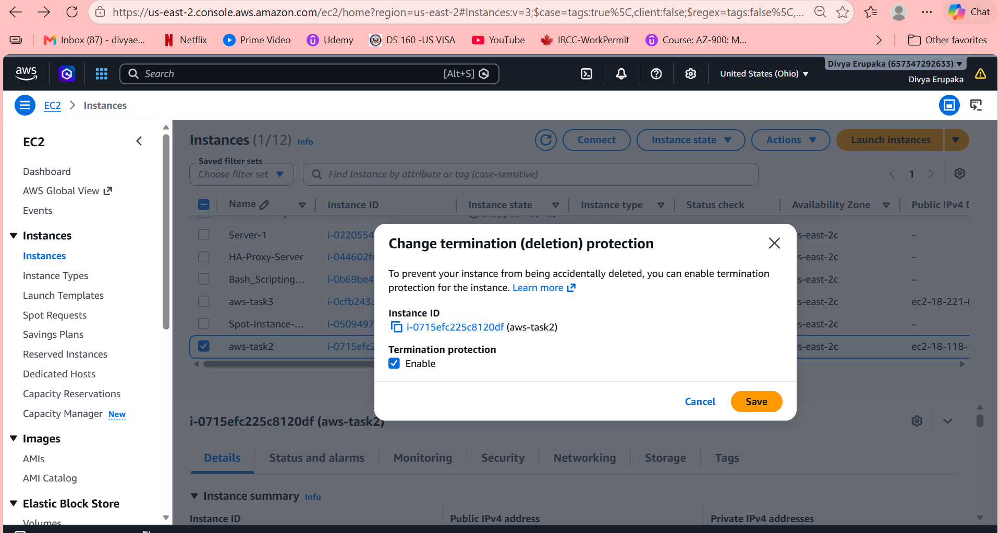 https://us-east-2.console.aws.amazon.com/ec2/home?region=us-east-2#Instances:v=3;$case=tags:true%5C,client:false;$regex=tags:false%5C,...
Chat
Inbox (87) - divyae... Netflix Prime Video Udemy DS 160 -US VISA YouTube IRCC-WorkPermit Course: AZ-900: M... Other favorites
aws
Search [Alt+S]
United States (Ohio)
Divya Erupaka (657347292633)
Divya Erupaka
EC2 Instances
EC2
Dashboard
AWS Global View
Events
Instances
Instances
Instance Types
Launch Templates
Spot Requests
Savings Plans
Reserved Instances
Dedicated Hosts
Capacity Reservations
Capacity Manager New
Images
AMIs
AMI Catalog
Elastic Block Store
Volumes
Instances (1/12) Info
Connect Instance state Actions Launch instances
Saved filter sets
Choose filter set
Find Instance by attribute or tag (case-sensitive)
1
Name Instance ID Instance state Instance type Status check Availability Zone Public IPv4 D
Server-1 i-0220554 s-east-2c –
HA-Proxy-Server i-044602fc s-east-2c –
Bash_Scripting... i-0b69be4 s-east-2c –
aws-task3 i-0cfb243a s-east-2c ec2-18-221-
Spot-Instance-... i-0509497 s-east-2c –
aws-task2 i-0715efc2 s-east-2c ec2-18-118-
Change termination (deletion) protection
To prevent your instance from being accidentally deleted, you can enable termination
protection for the instance. Learn more
Instance ID
i-0715efc225c8120df (aws-task2)
Termination protection
Enable
Cancel Save
i-0715efc225c8120df (aws-task2)
Details Status and alarms Monitoring Security Networking Storage Tags
Instance summary Info
Instance ID Public IPv4 address Private IPv4 addresses